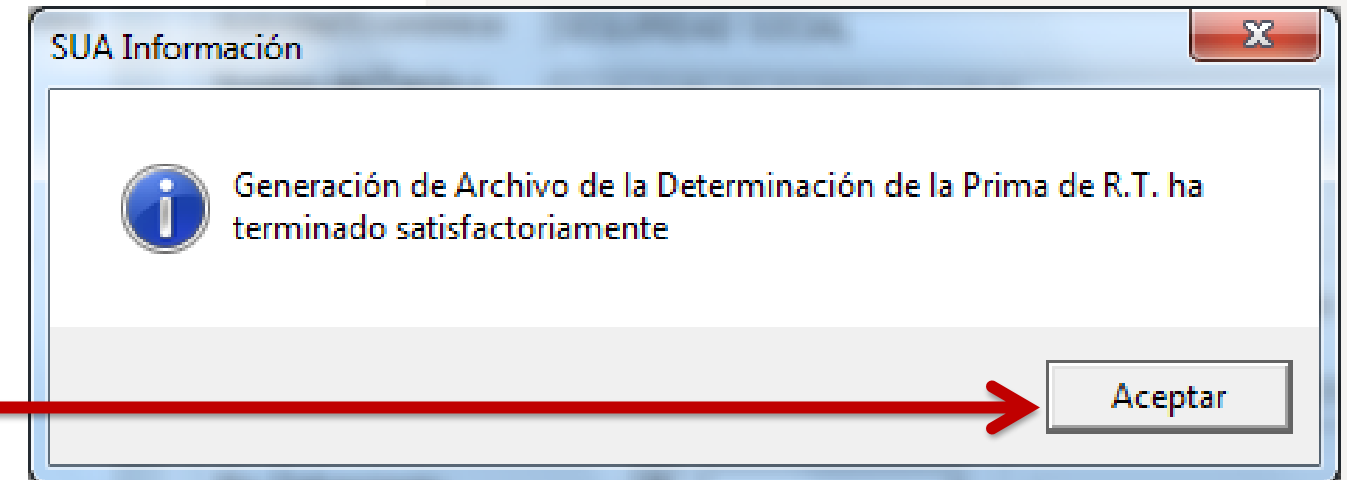 SUA Información
Generación de Archivo de la Determinación de la Prima de R.T. ha
terminado satisfactoriamente
Aceptar